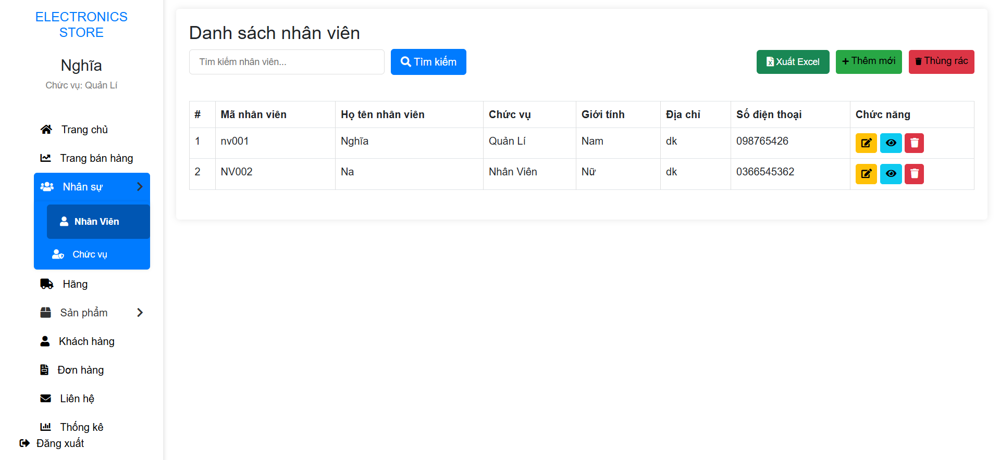 ELECTRONICS
STORE
Nghĩa
Chức vụ: Quản Lí
Trang chủ
Trang bán hàng
Nhân sự
Nhân Viên
Chức vụ
Hãng
Sản phẩm
Khách hàng
Đơn hàng
Liên hệ
Thống kê
Đăng xuất
Danh sách nhân viên
Tìm kiếm nhân viên... Tìm kiếm Xuất Excel Thêm mới Thùng rác
# Mã nhân viên Họ tên nhân viên Chức vụ Giới tính Địa chỉ Số điện thoại Chức năng
1 nv001 Nghĩa Quản Lí Nam dk 098765426
2 NV002 Na Nhân Viên Nữ dk 0366545362